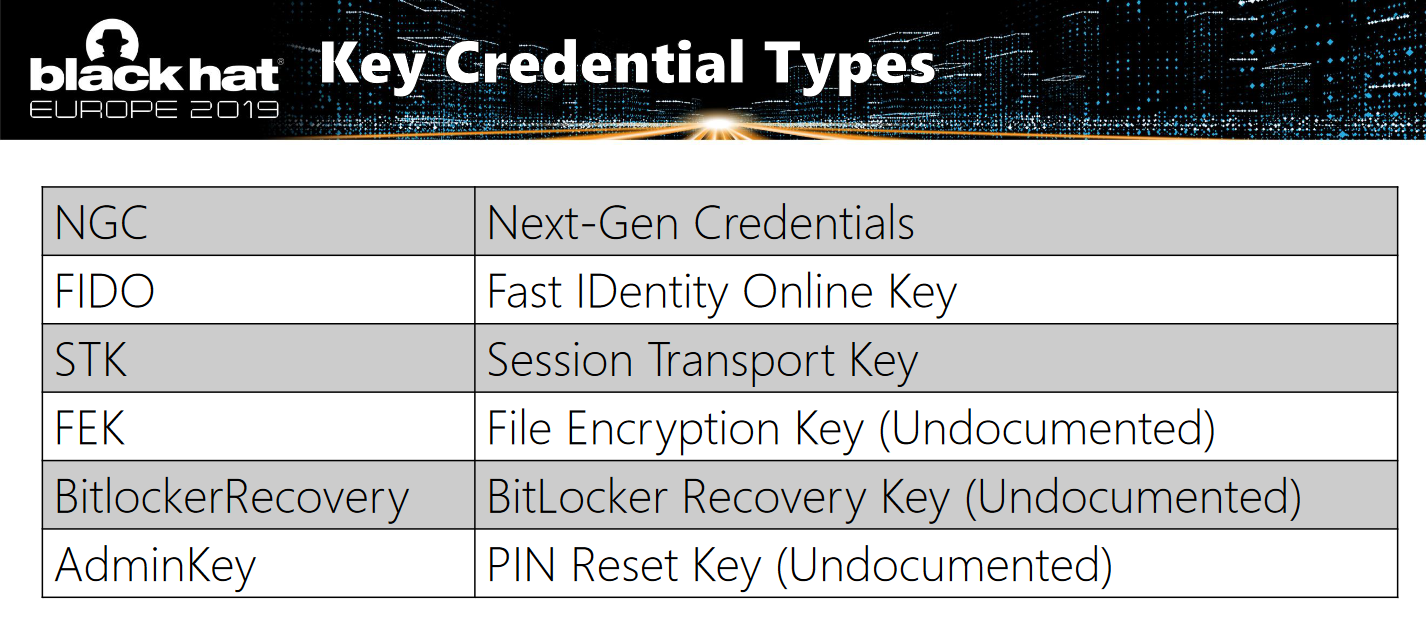 black hat®
EUROPE 2019
Key Credential Types
NGC Next-Gen Credentials
FIDO Fast IDentity Online Key
STK Session Transport Key
FEK File Encryption Key (Undocumented)
BitlockerRecovery BitLocker Recovery Key (Undocumented)
AdminKey PIN Reset Key (Undocumented)